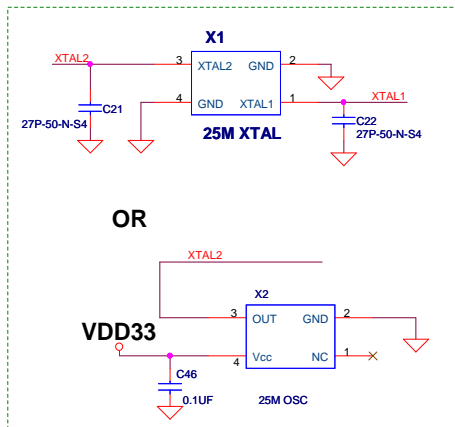 X1
XTAL2 3 XTAL2 GND 2
C21 4 GND XTAL1 1 XTAL1
27P-50-N-S4 25M XTAL C22
27P-50-N-S4
OR
XTAL2
X2
3 OUT GND 2
VDD33
4 Vcc NC 1
C46
0.1UF 25M OSC